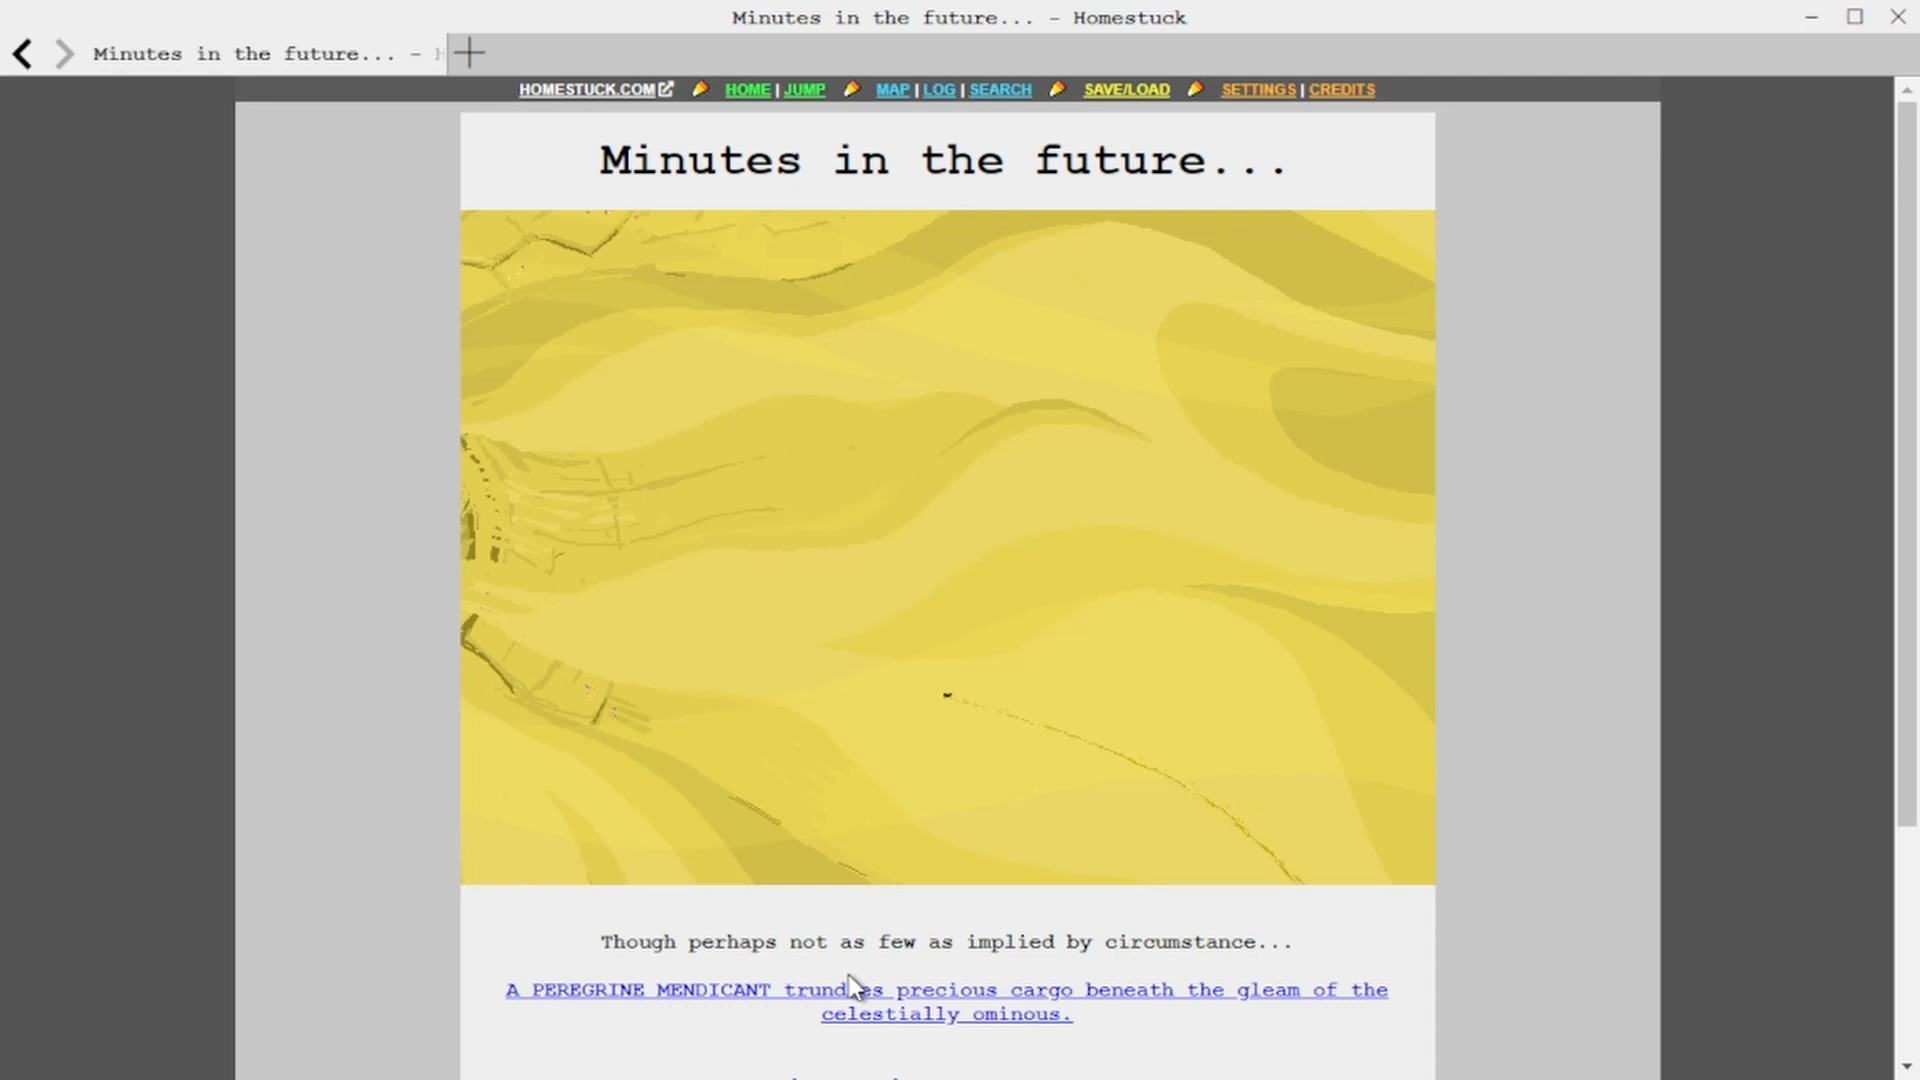 Minutes in the future... - Homestuck
Minutes in the future... -
HOMESTUCK.COM HOME | JUMP MAP | LOG | SEARCH SAVE/LOAD SETTINGS | CREDITS
Minutes in the future...
Though perhaps not as few as implied by circumstance...
A PEREGRINE MENDICANT trundles precious cargo beneath the gleam of the
celestially ominous.